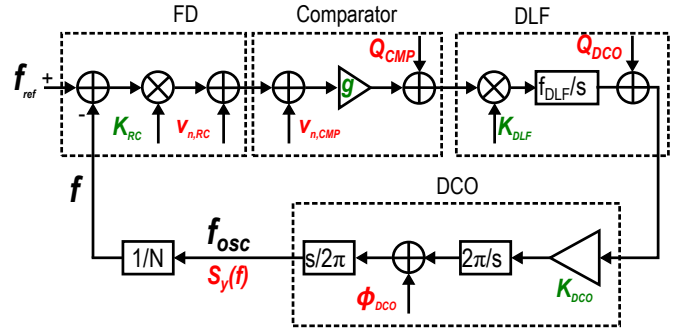 FD
Comparator
DLF
f_ref
+
-
K_RC
v_n,RC
v_n,CMP
g
Q_CMP
K_DLF
f_DLF/s
Q_DCO
f
1/N
f_osc
S_y(f)
DCO
s/2π
Φ_DCO
2π/s
K_DCO